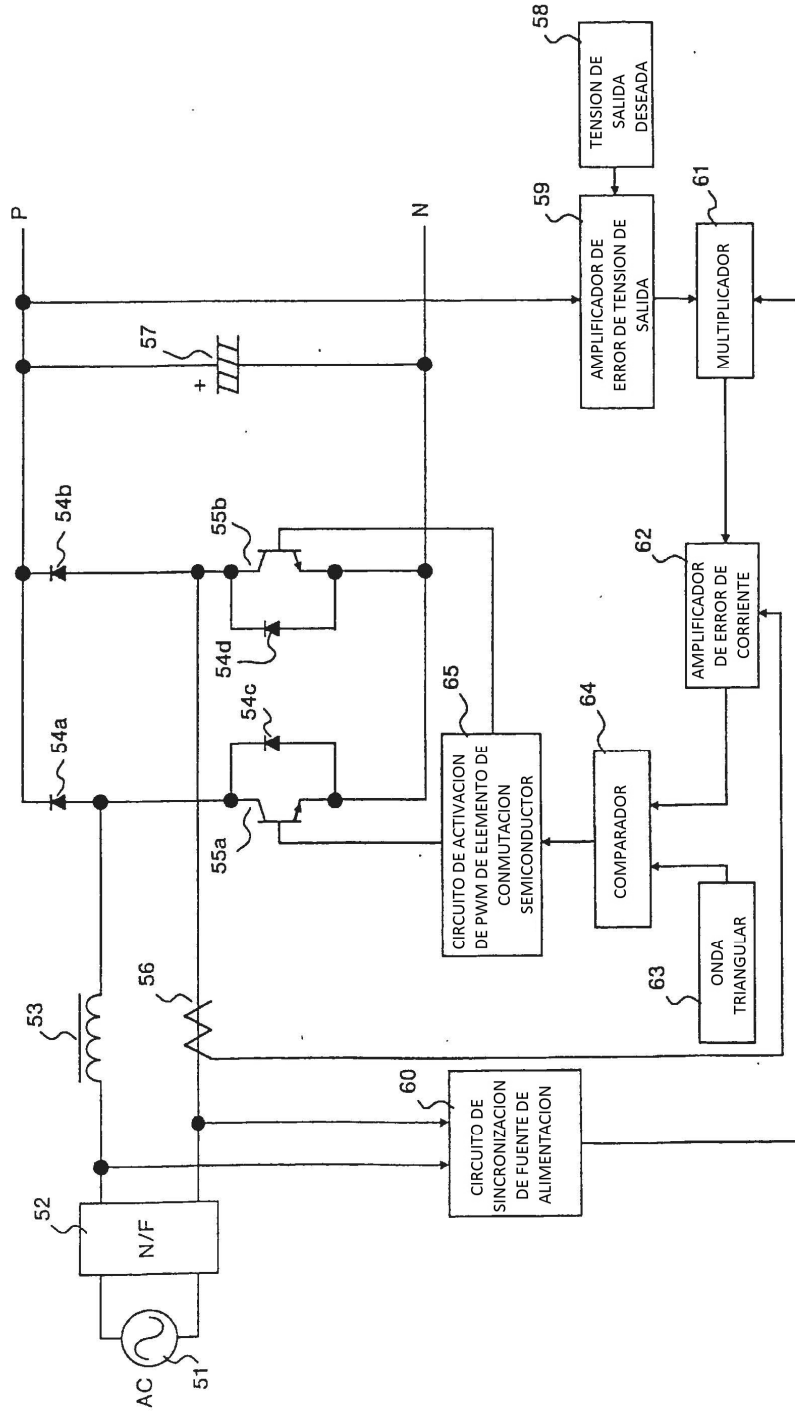 AC
51
52
N/F
53
54a
54b
P
57
+
N
56
55a
54c
54d
55b
65
CIRCUITO DE ACTIVACION
DE PWM DE ELEMENTO DE
CONMUTACION
SEMICONDUCTOR
60
CIRCUITO DE
SINCRONIZACION
DE FUENTE DE
ALIMENTACION
63
ONDA
TRIANGULAR
64
COMPARADOR
62
AMPLIFICADOR
DE ERROR DE
CORRIENTE
59
AMPLIFICADOR DE
ERROR DE TENSION DE
SALIDA
58
TENSION DE
SALIDA
DESEADA
61
MULTIPLICADOR